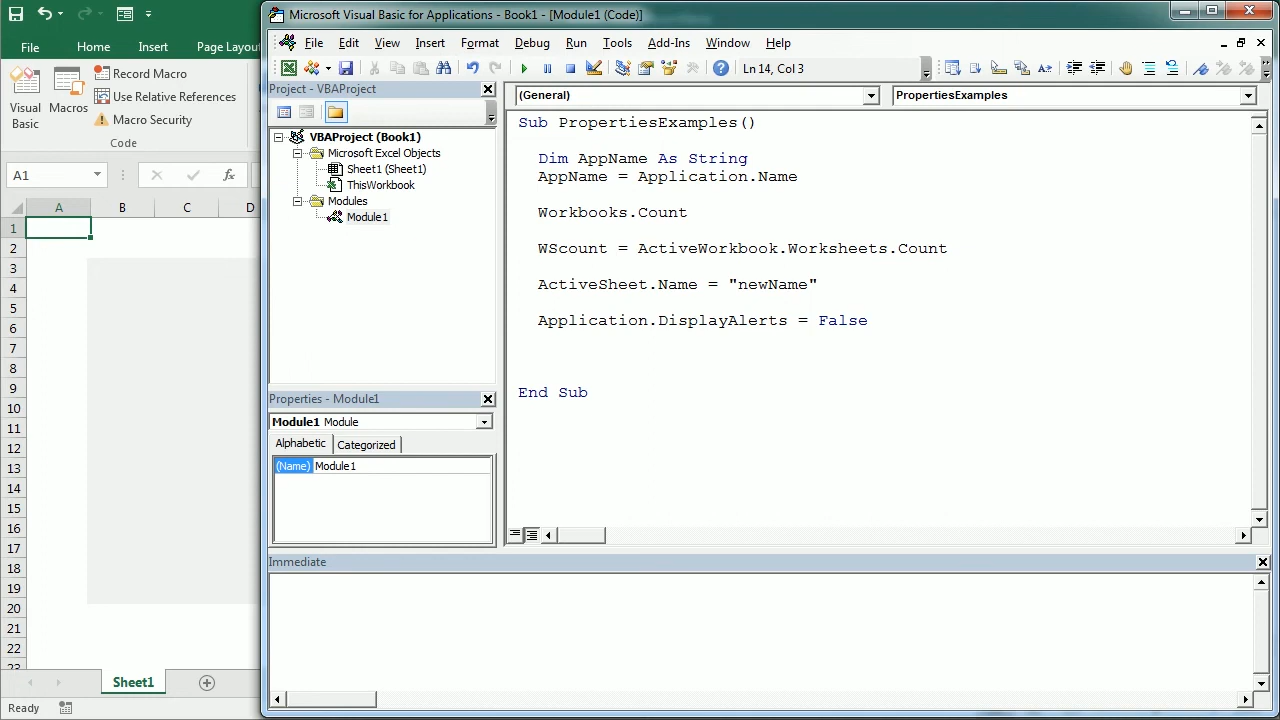 Microsoft Visual Basic for Applications - Book1 - [Module1 (Code)]
File Home Insert Page Layou
File Edit View Insert Format Debug Run Tools Add-Ins Window Help
Ln 14, Col 3
Visual Basic
Macros
Record Macro
Use Relative References
Macro Security
Code
A1
fx
A B C D
1
2
3
4
5
6
7
8
9
10
11
12
13
14
15
16
17
18
19
20
21
22
23
Sheet1
Ready
Project - VBAProject
VBAProject (Book1)
Microsoft Excel Objects
Sheet1 (Sheet1)
ThisWorkbook
Modules
Module1
Properties - Module1
Module1 Module
Alphabetic Categorized
(Name) Module1
(General) PropertiesExamples
Sub PropertiesExamples()
Dim AppName As String
AppName = Application.Name
Workbooks.Count
WScount = ActiveWorkbook.Worksheets.Count
ActiveSheet.Name = "newName"
Application.DisplayAlerts = False
End Sub
Immediate